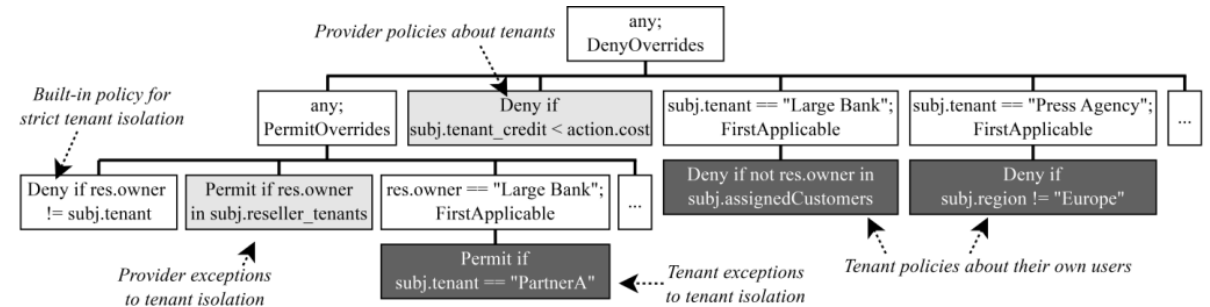 any;
DenyOverrides
Provider policies about tenants
Built-in policy for
strict tenant isolation
any;
PermitOverrides
Deny if
subj.tenant_credit < action.cost
subj.tenant == "Large Bank";
FirstApplicable
subj.tenant == "Press Agency";
FirstApplicable
...
Deny if res.owner
!= subj.tenant
Permit if res.owner
in subj.reseller_tenants
res.owner == "Large Bank";
FirstApplicable
...
Deny if not res.owner in
subj.assignedCustomers
Deny if
subj.region != "Europe"
Permit if
subj.tenant == "PartnerA"
Provider exceptions
to tenant isolation
Tenant exceptions
to tenant isolation
Tenant policies about their own users